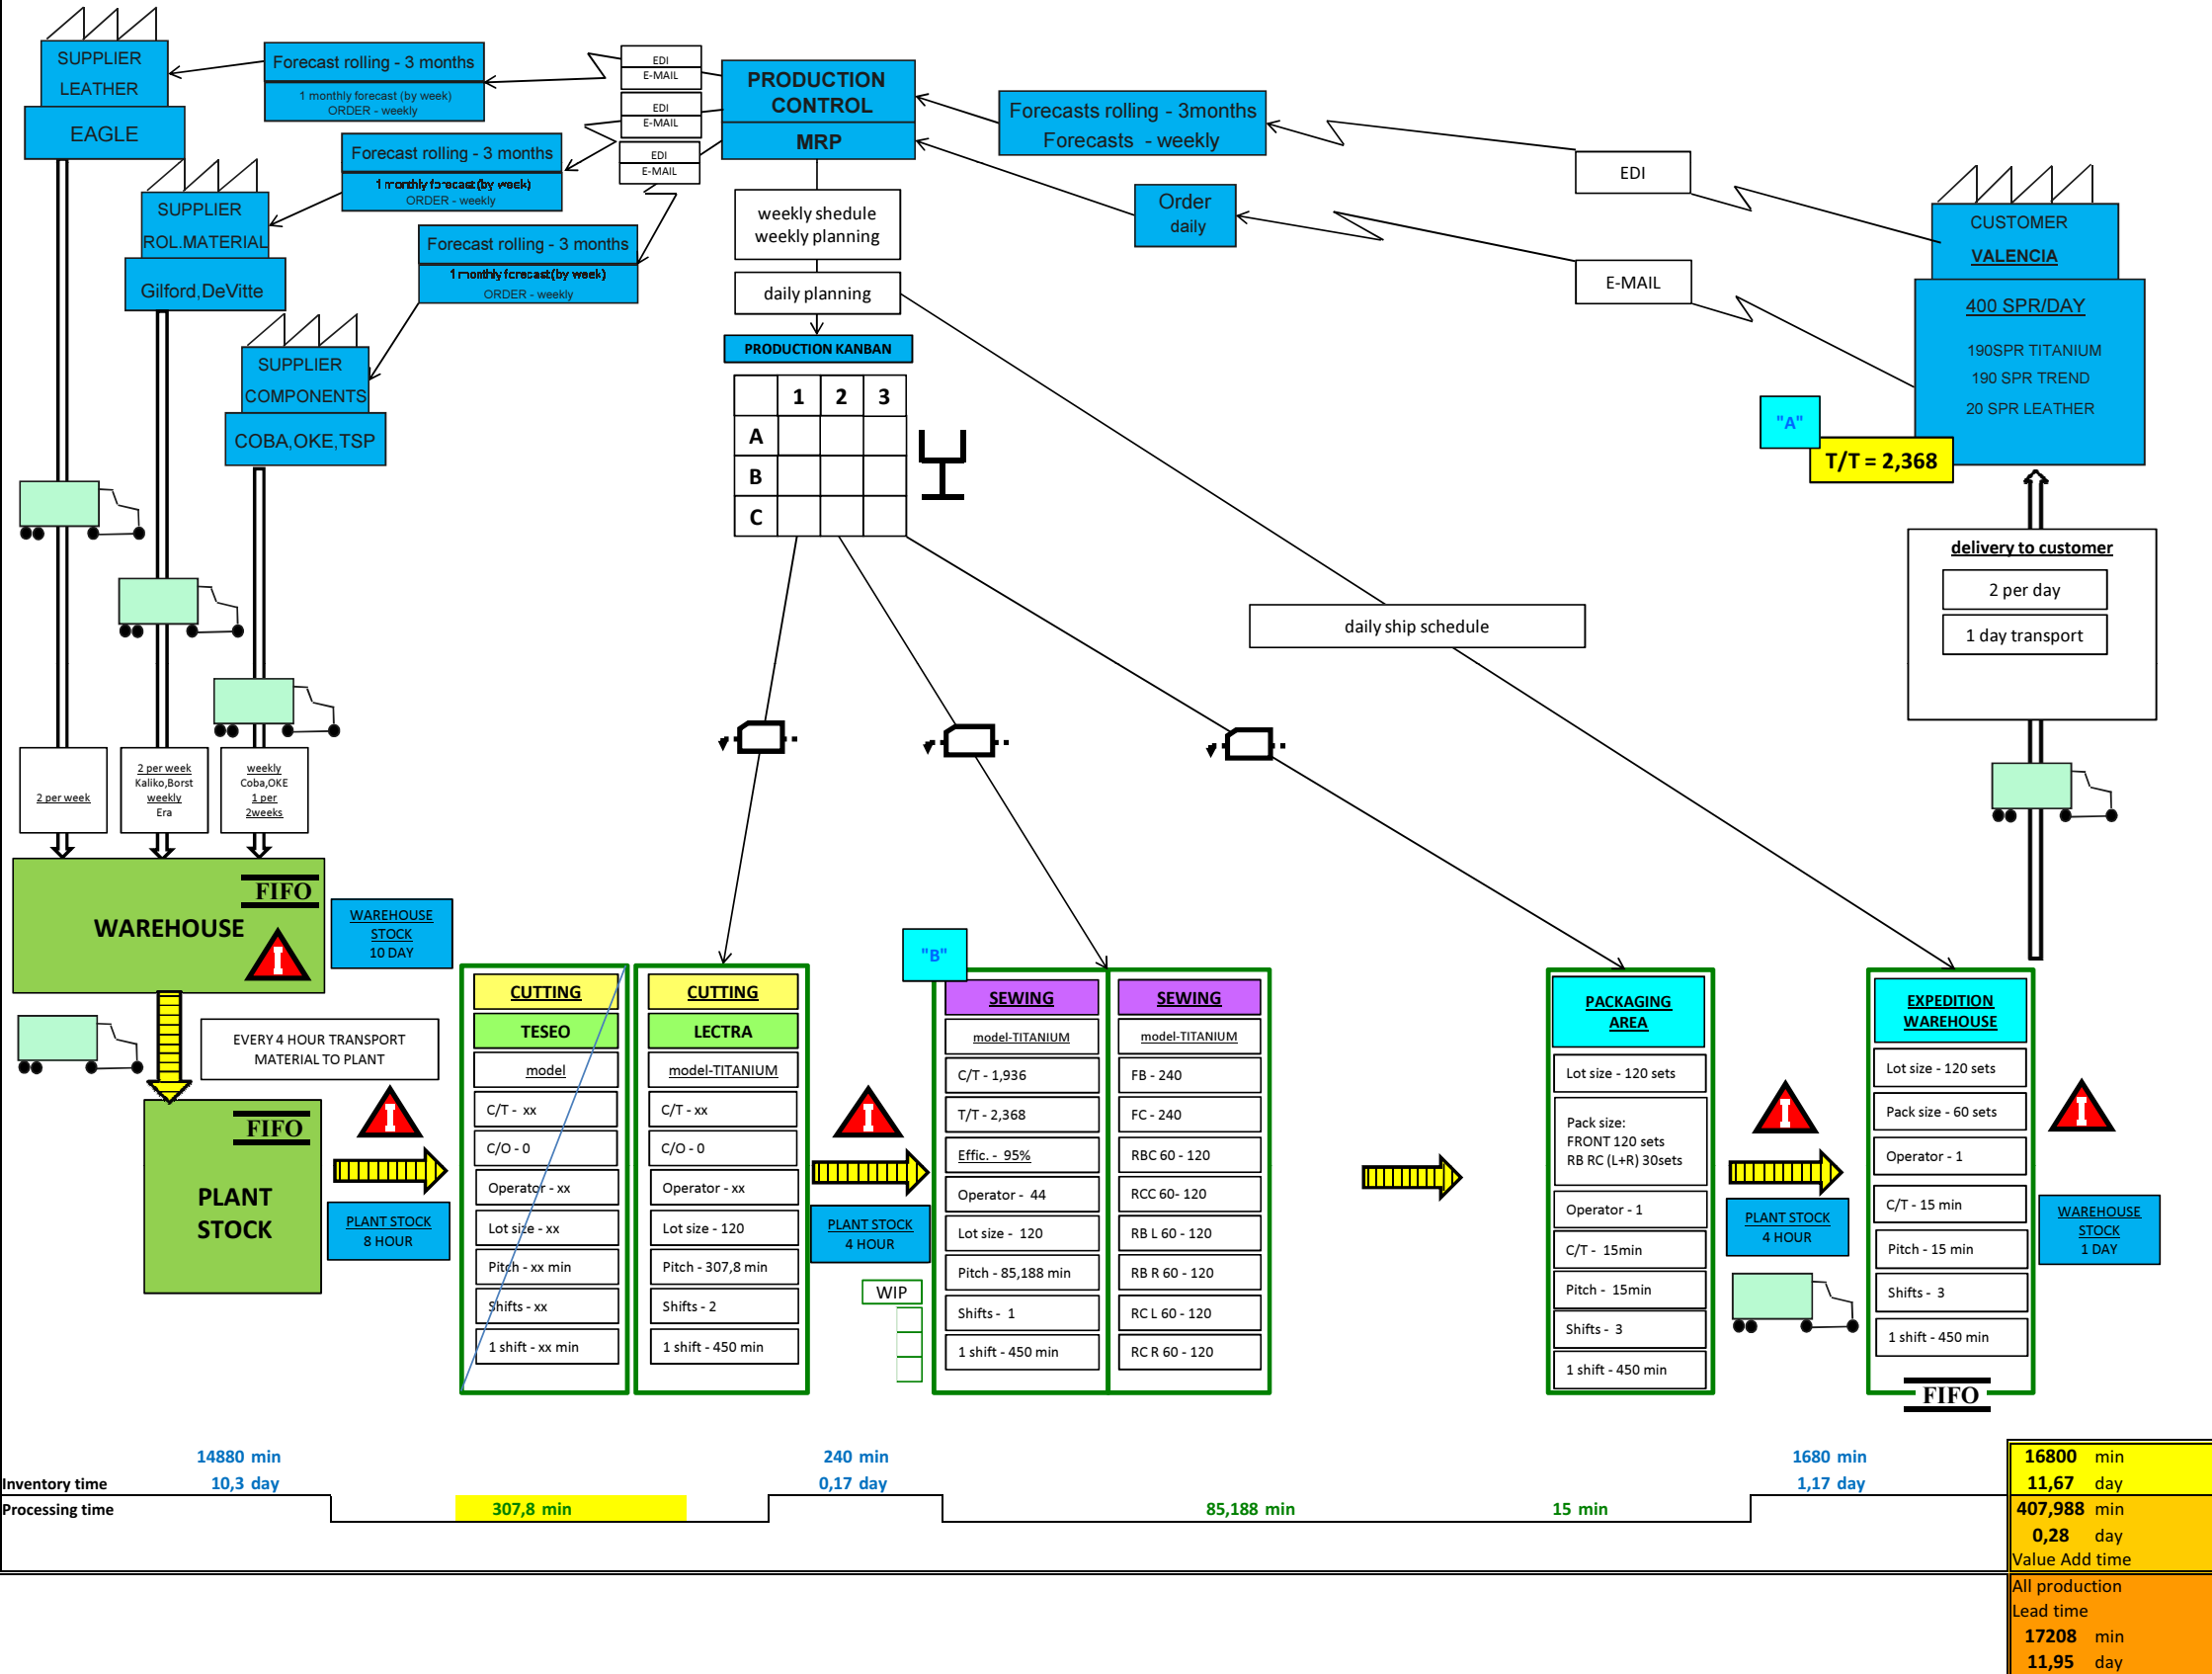 SUPPLIER
LEATHER
EAGLE
Forecast rolling - 3 months
1 monthly forecast (by week)
ORDER - weekly
EDI
E-MAIL
EDI
E-MAIL
EDI
E-MAIL
PRODUCTION
CONTROL
MRP
Forecasts rolling - 3months
Forecasts - weekly
EDI
SUPPLIER
ROL.MATERIAL
Gilford,DeVitte
Forecast rolling - 3 months
1 monthly forecast (by week)
ORDER - weekly
weekly shedule
weekly planning
daily planning
Order
daily
E-MAIL
CUSTOMER
VALENCIA
400 SPR/DAY
190SPR TITANIUM
190 SPR TREND
20 SPR LEATHER
SUPPLIER
COMPONENTS
COBA,OKE,TSP
Forecast rolling - 3 months
1 monthly forecast (by week)
ORDER - weekly
PRODUCTION KANBAN
1 2 3
A
B
C
"A"
T/T = 2,368
delivery to customer
2 per day
1 day transport
daily ship schedule
2 per week
2 per week
Kaliko,Borst
weekly
Era
weekly
Coba,OKE
1 per
2weeks
FIFO
WAREHOUSE
I
WAREHOUSE
STOCK
10 DAY
EVERY 4 HOUR TRANSPORT
MATERIAL TO PLANT
FIFO
PLANT
STOCK
I
PLANT STOCK
8 HOUR
CUTTING
TESEO
model
C/T - xx
C/O - 0
Operator - xx
Lot size - xx
Pitch - xx min
Shifts - xx
1 shift - xx min
CUTTING
LECTRA
model-TITANIUM
C/T - xx
C/O - 0
Operator - xx
Lot size - 120
Pitch - 307,8 min
Shifts - 2
1 shift - 450 min
I
PLANT STOCK
4 HOUR
WIP
"B"
SEWING
model-TITANIUM
C/T - 1,936
T/T - 2,368
Effic. - 95%
Operator - 44
Lot size - 120
Pitch - 85,188 min
Shifts - 1
1 shift - 450 min
SEWING
model-TITANIUM
FB - 240
FC - 240
RBC 60 - 120
RCC 60- 120
RB L 60 - 120
RB R 60 - 120
RC L 60 - 120
RC R 60 - 120
PACKAGING
AREA
Lot size - 120 sets
Pack size:
FRONT 120 sets
RB RC (L+R) 30sets
Operator - 1
C/T - 15min
Pitch - 15min
Shifts - 3
1 shift - 450 min
I
PLANT STOCK
4 HOUR
EXPEDITION
WAREHOUSE
Lot size - 120 sets
Pack size - 60 sets
Operator - 1
C/T - 15 min
Pitch - 15 min
Shifts - 3
1 shift - 450 min
FIFO
I
WAREHOUSE
STOCK
1 DAY
14880 min 240 min 1680 min 16800 min
Inventory time 10,3 day 0,17 day 1,17 day 11,67 day
Processing time 307,8 min 85,188 min 15 min 407,988 min
0,28 day
Value Add time
All production
Lead time
17208 min
11,95 day